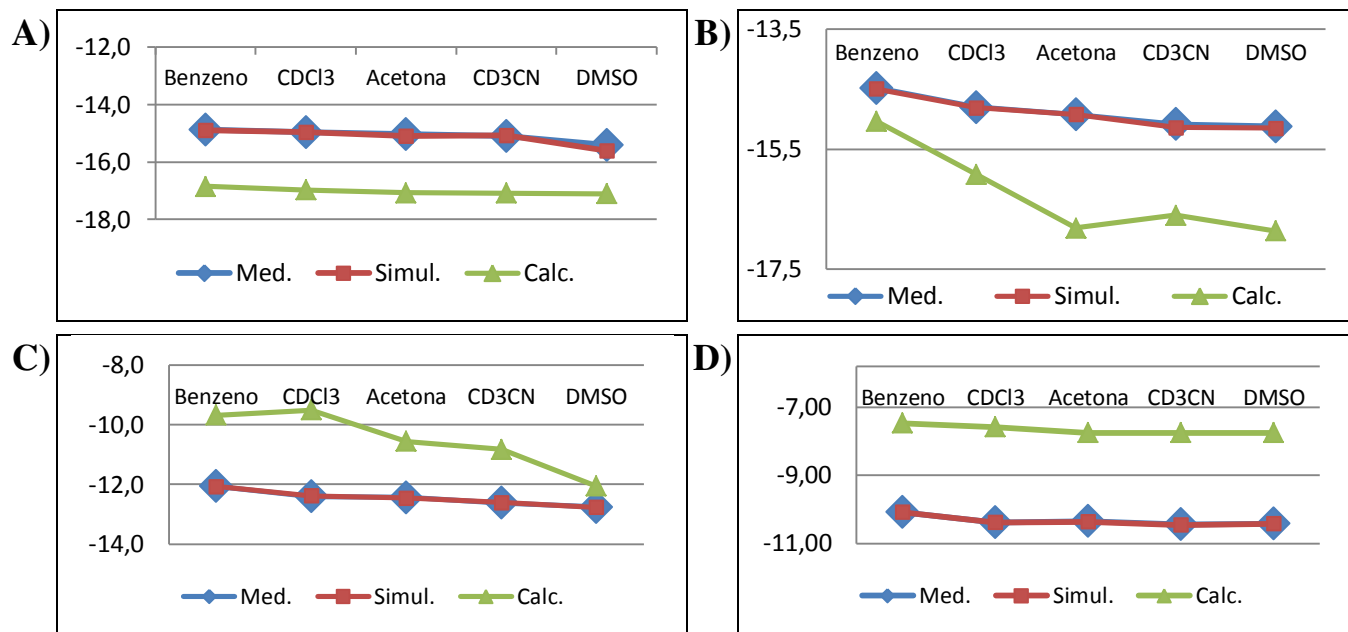 A)
-12,0
-14,0
-16,0
-18,0
Benzeno CDCl3 Acetona CD3CN DMSO
Med. Simul. Calc.
B)
-13,5
-15,5
-17,5
Benzeno CDCl3 Acetona CD3CN DMSO
Med. Simul. Calc.
C)
-8,0
-10,0
-12,0
-14,0
Benzeno CDCl3 Acetona CD3CN DMSO
Med. Simul. Calc.
D)
-7,00
-9,00
-11,00
Benzeno CDCl3 Acetona CD3CN DMSO
Med. Simul. Calc.